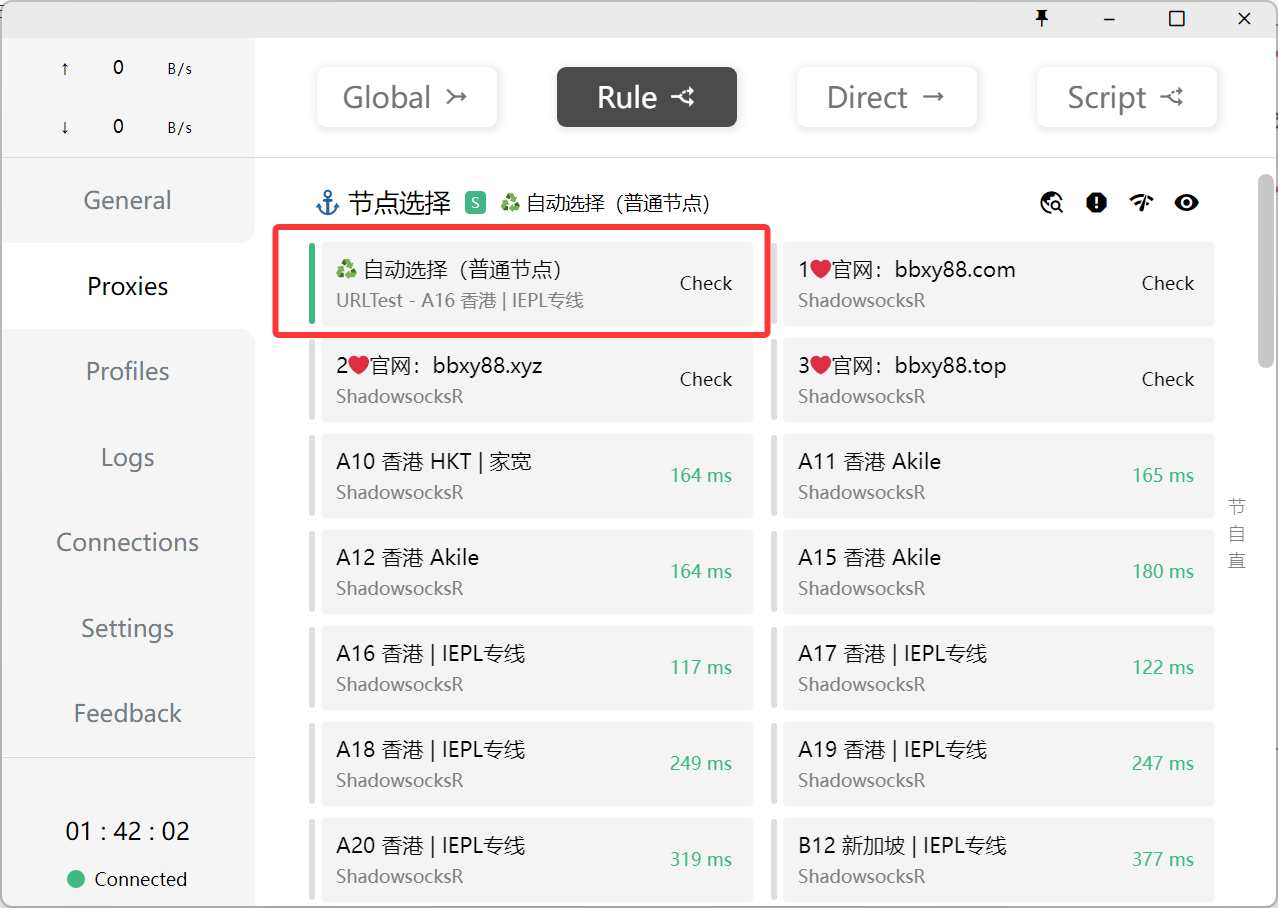 ↑ 0 B/s
↓ 0 B/s
General
Proxies
Profiles
Logs
Connections
Settings
Feedback
01 : 42 : 02
Connected
Global
Rule
Direct
Script
节点选择 S ♻️ 自动选择（普通节点）
♻️ 自动选择（普通节点）
URLTest - A16 香港 | IEPL专线
Check
1❤️官网：bbxy88.com
ShadowsocksR
Check
2❤️官网：bbxy88.xyz
ShadowsocksR
Check
3❤️官网：bbxy88.top
ShadowsocksR
Check
A10 香港 HKT | 家宽
ShadowsocksR
164 ms
A11 香港 Akile
ShadowsocksR
165 ms
A12 香港 Akile
ShadowsocksR
164 ms
A15 香港 Akile
ShadowsocksR
180 ms
A16 香港 | IEPL专线
ShadowsocksR
117 ms
A17 香港 | IEPL专线
ShadowsocksR
122 ms
A18 香港 | IEPL专线
ShadowsocksR
249 ms
A19 香港 | IEPL专线
ShadowsocksR
247 ms
A20 香港 | IEPL专线
ShadowsocksR
319 ms
B12 新加坡 | IEPL专线
ShadowsocksR
377 ms
节
自
直